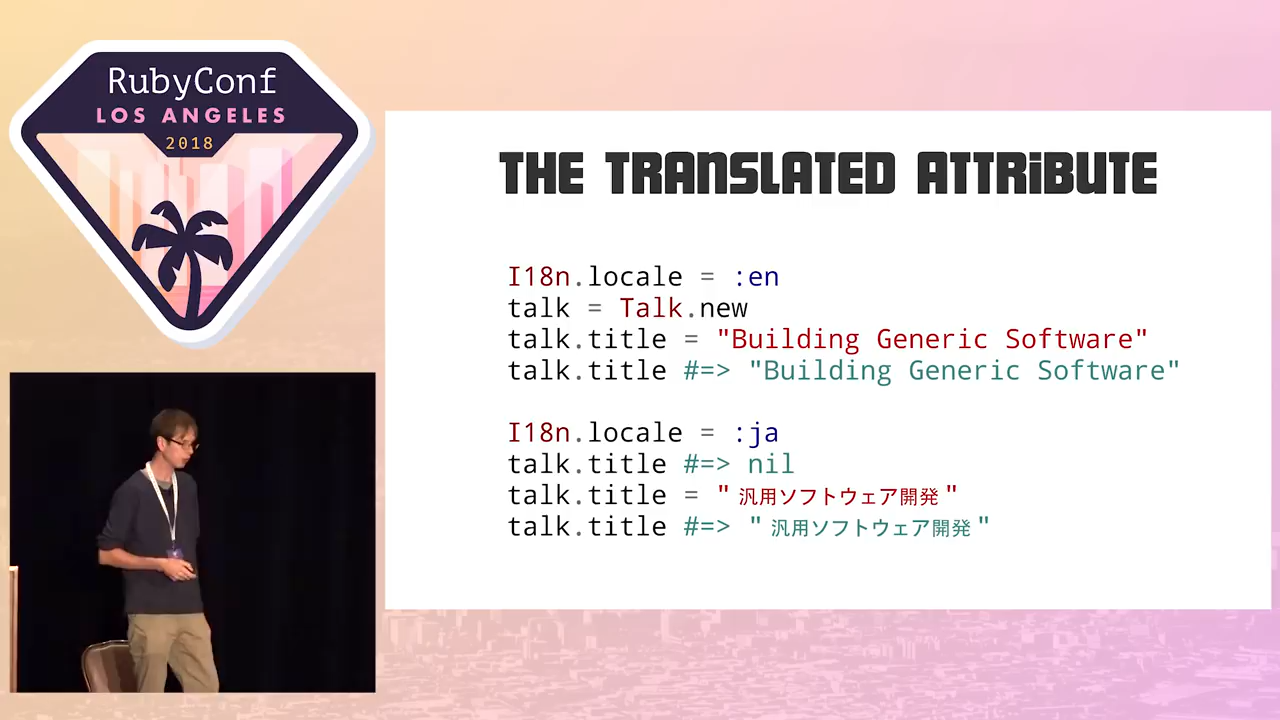 RubyConf
LOS ANGELES
2018
THE TRANSLATED ATTRIBUTE
I18n.locale = :en
talk = Talk.new
talk.title = "Building Generic Software"
talk.title #=> "Building Generic Software"
I18n.locale = :ja
talk.title #=> nil
talk.title = "汎用ソフトウェア開発"
talk.title #=> "汎用ソフトウェア開発"